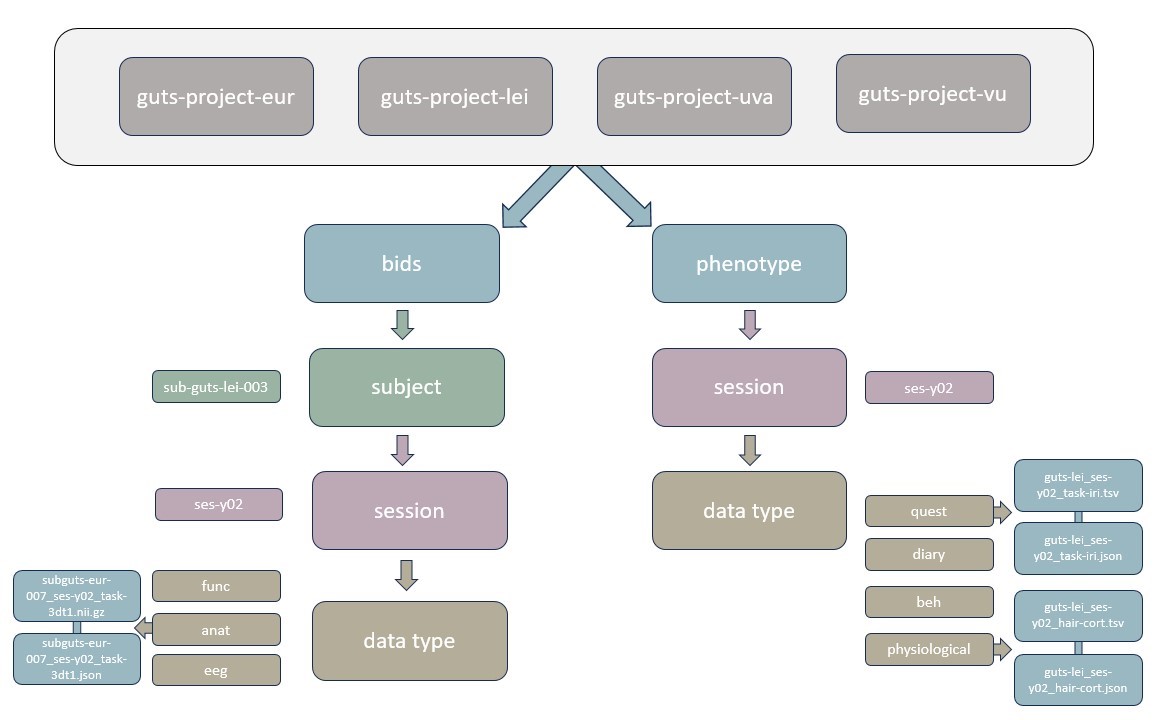 guts-project-eur
guts-project-lei
guts-project-uva
guts-project-vu
bids
phenotype
sub-guts-lei-003
subject
session
ses-y02
ses-y02
session
data type
func
anat
eeg
subguts-eur-
007_ses-y02_task-
3dt1.nii.gz
subguts-eur-
007_ses-y02_task-
3dt1.json
data type
quest
diary
beh
physiological
guts-lei_ses-
y02_task-iri.tsv
guts-lei_ses-
y02_task-iri.json
guts-lei_ses-
y02_hair-cort.tsv
guts-lei_ses-
y02_hair-cort.json